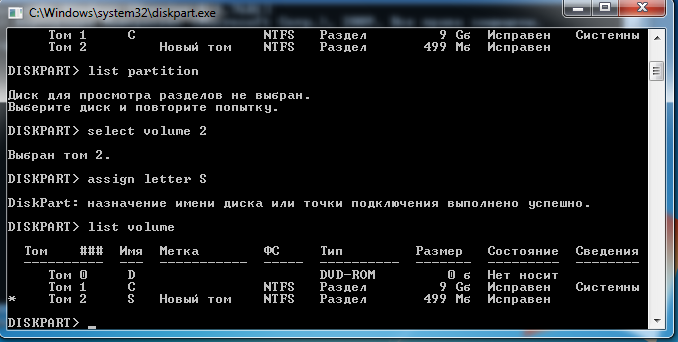 C:\Windows\system32\diskpart.exe
Том 1 C NTFS Раздел 9 Gб Исправен Системны
Том 2 Новый том NTFS Раздел 499 Mб Исправен
DISKPART> list partition
Диск для просмотра разделов не выбран.
Выберите диск и повторите попытку.
DISKPART> select volume 2
Выбран том 2.
DISKPART> assign letter S
DiskPart: назначение имени диска или точки подключения выполнено успешно.
DISKPART> list volume
Том ### Имя Метка ФС Тип Размер Состояние Сведения
---------- --- ----------- ----- ---------- ------- --------- --------
Том 0 D DVD-ROM 0 б Нет носит
Том 1 C NTFS Раздел 9 Gб Исправен Системны
* Том 2 S Новый том NTFS Раздел 499 Mб Исправен
DISKPART> _